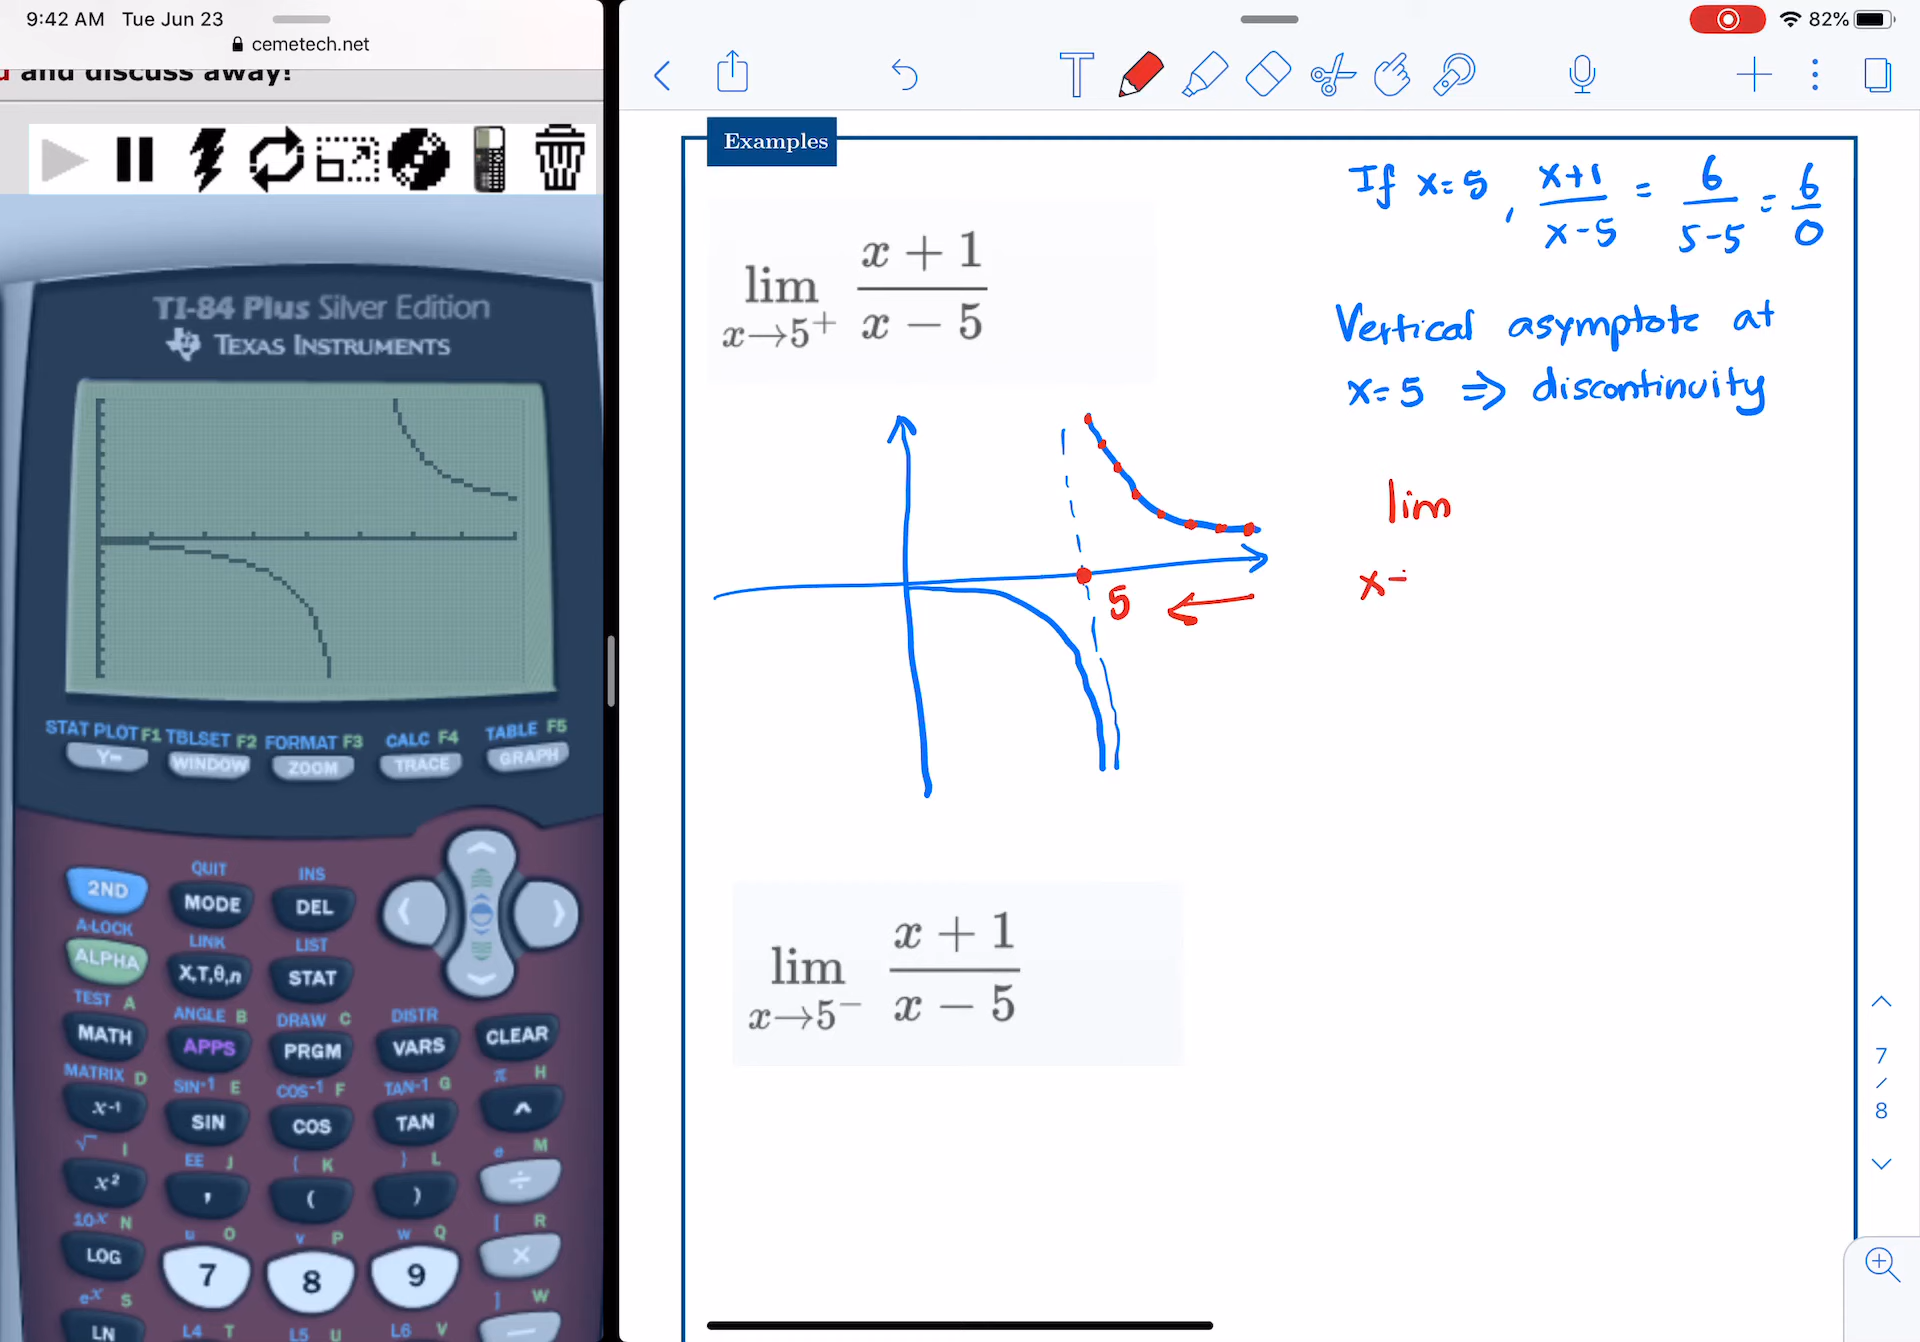 9:42 AM Tue Jun 23
cemetech.net
and discuss away!
TI-84 Plus Silver Edition
TEXAS INSTRUMENTS
STAT PLOT F1 TBLSET F2 FORMAT F3 CALC F4 TABLE F5
Y= WINDOW ZOOM TRACE GRAPH
QUIT INS
2ND MODE DEL
A-LOCK LINK LIST
ALPHA X,T,θ,n STAT
TEST A ANGLE B DRAW C DISTR
MATH APPS PRGM VARS CLEAR
MATRIX D SIN-1 E COS-1 F TAN-1 G π H
x-1 SIN COS TAN ^
√ I EE J { K } L e M
x² , ( ) ÷
10x N u O v P w Q [ R
LOG 7 8 9 ×
ex S L4 T L5 U L6 V ] W
LN −
82%
Examples
lim x→5+ x + 1 / x − 5
If x=5, x+1 / x-5 = 6 / 5-5 = 6 / 0
Vertical asymptote at
x=5 ⇒ discontinuity
5
lim
x-
lim x→5− x + 1 / x − 5
7
/
8